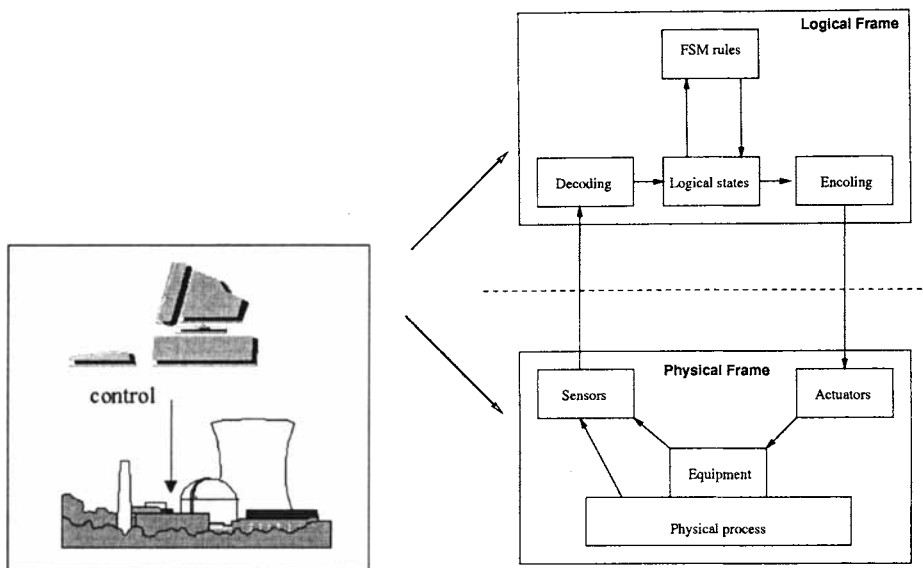 Logical Frame
FSM rules
Decoding
Logical states
Encoling
control
Physical Frame
Sensors
Actuators
Equipment
Physical process